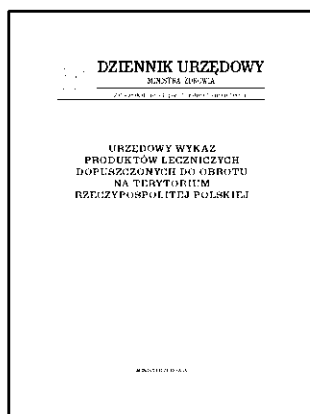 DZIENNIK URZĘDOWY
MINISTRA ZDROWIA
URZĘDOWY WYKAZ
PRODUKTÓW LECZNICZYCH
DOPUSZCZONYCH DO OBROTU
NA TERYTORIUM
RZECZYPOSPOLITEJ POLSKIEJ